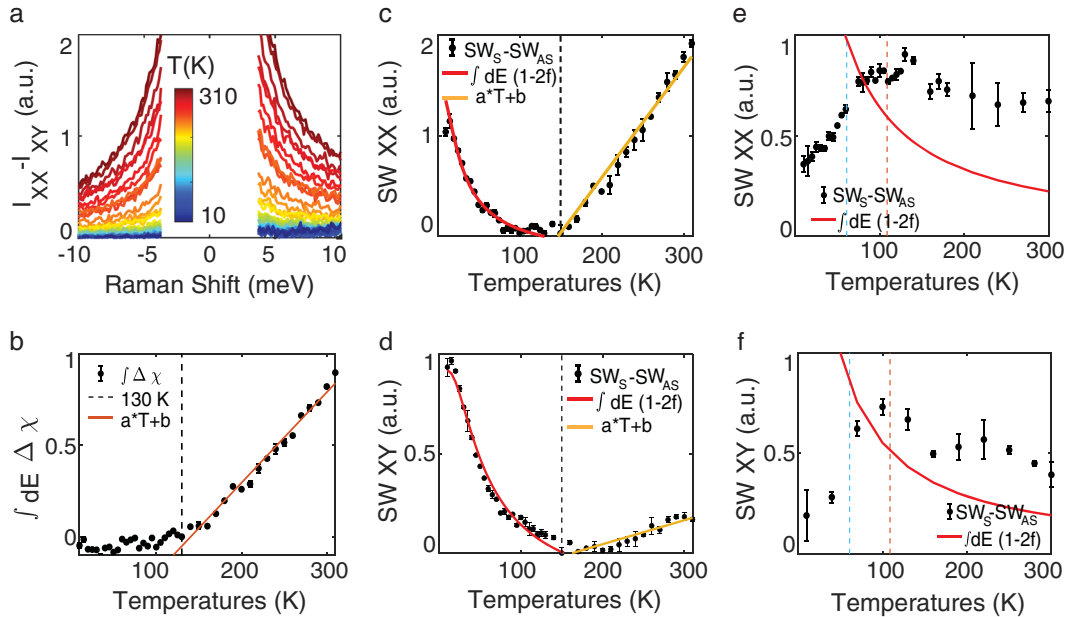 a
2
1
0
I_XX-I_XY (a.u.)
T(K)
310
10
-10 -5 0 5 10
Raman Shift (meV)
b
1
0.5
0
∫ dE Δ χ
∫ Δ χ
130 K
a*T+b
100 200 300
Temperatures (K)
c
2
1
0
SW XX (a.u.)
SW_S-SW_AS
∫ dE (1-2f)
a*T+b
0 100 200 300
Temperatures (K)
d
1
0.5
0
SW XY (a.u.)
SW_S-SW_AS
∫ dE (1-2f)
a*T+b
0 100 200 300
Temperatures (K)
e
1
0.5
0
SW XX (a.u.)
SW_S-SW_AS
∫ dE (1-2f)
0 100 200 300
Temperatures (K)
f
1
0.5
0
SW XY (a.u.)
SW_S-SW_AS
∫dE (1-2f)
0 100 200 300
Temperatures (K)